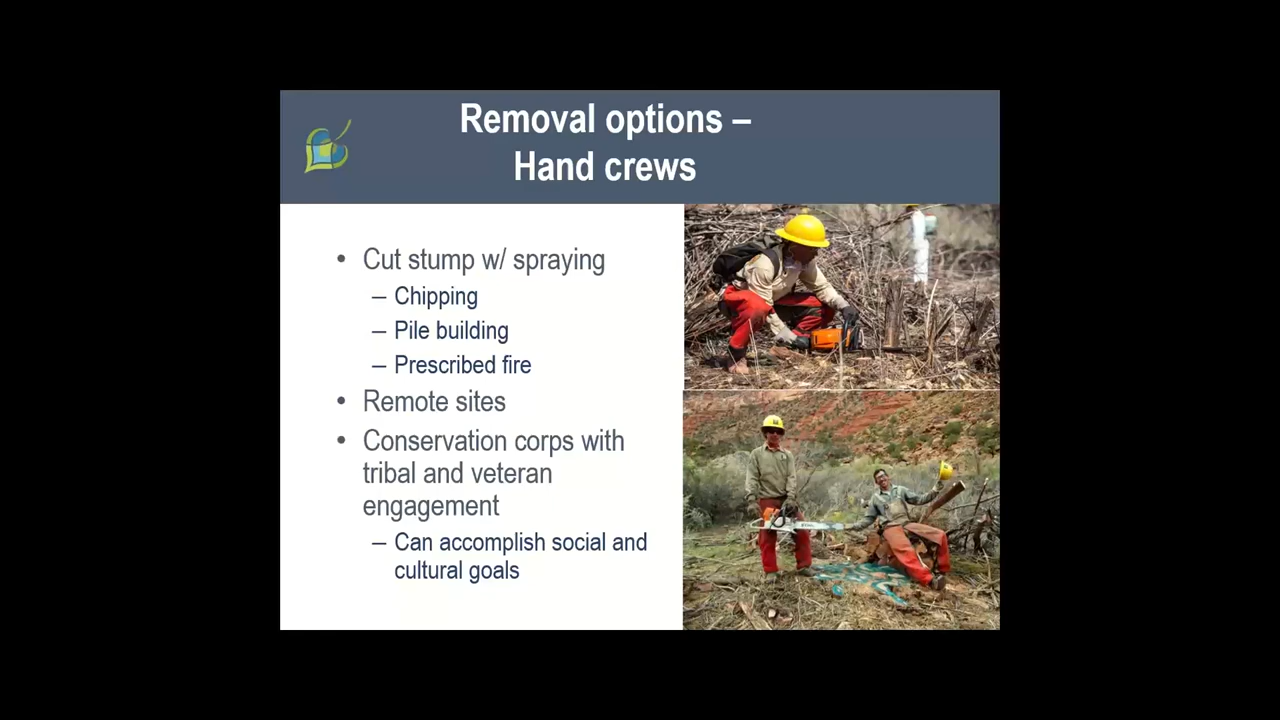 Removal options –
Hand crews
• Cut stump w/ spraying
– Chipping
– Pile building
– Prescribed fire
• Remote sites
• Conservation corps with
tribal and veteran
engagement
– Can accomplish social and
cultural goals